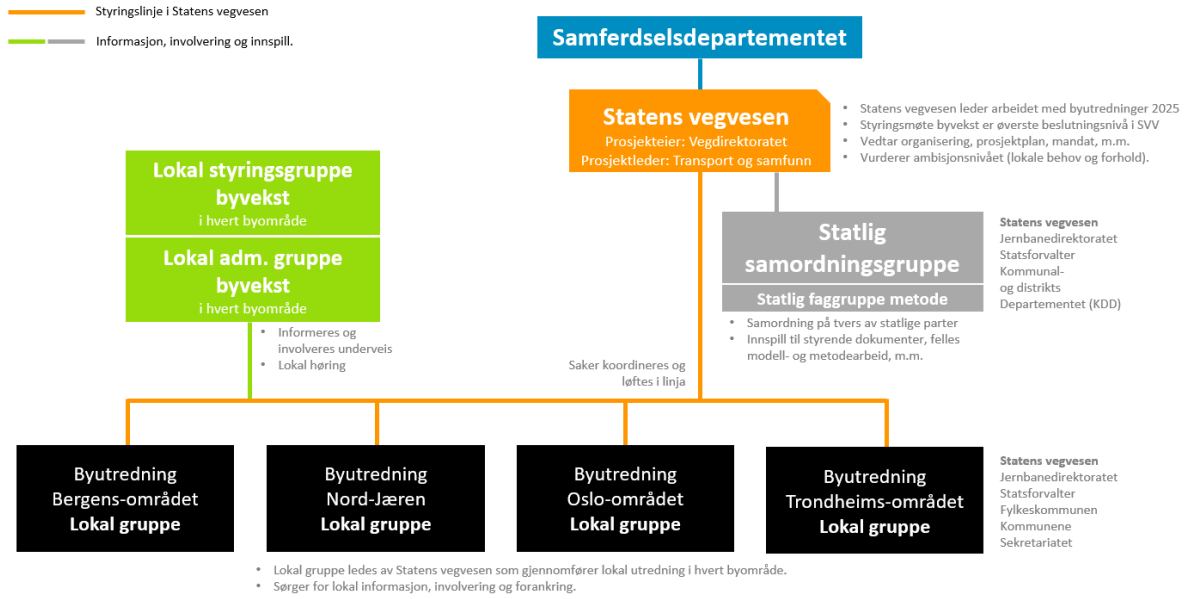 Styringslinje i Statens vegvesen
Informasjon, involvering og innspill.
Samferdselsdepartementet
Statens vegvesen
Prosjekteier: Vegdirektoratet
Prosjektleder: Transport og samfunn
• Statens vegvesen leder arbeidet med byutredninger 2025
• Styringsmøte byvekst er øverste beslutningsnivå i SVV
• Vedtar organisering, prosjektplan, mandat, m.m.
• Vurderer ambisjonsnivået (lokale behov og forhold).
Lokal styringsgruppe
byvekst
i hvert byområde
Lokal adm. gruppe
byvekst
i hvert byområde
• Informeres og
involveres underveis
• Lokal høring
Statlig
samordningsgruppe
Statlig faggruppe metode
Statens vegvesen
Jernbanedirektoratet
Statsforvalter
Kommunal-
og distrikts
Departementet (KDD)
• Samordning på tvers av statlige parter
• Innspill til styrende dokumenter, felles
modell- og metodearbeid, m.m.
Saker koordineres og
løftes i linja
Byutredning
Bergens-området
Lokal gruppe
Byutredning
Nord-Jæren
Lokal gruppe
Byutredning
Oslo-området
Lokal gruppe
Byutredning
Trondheims-området
Lokal gruppe
Statens vegvesen
Jernbanedirektoratet
Statsforvalter
Fylkeskommunen
Kommunene
Sekretariatet
• Lokal gruppe ledes av Statens vegvesen som gjennomfører lokal utredning i hvert byområde.
• Sørger for lokal informasjon, involvering og forankring.